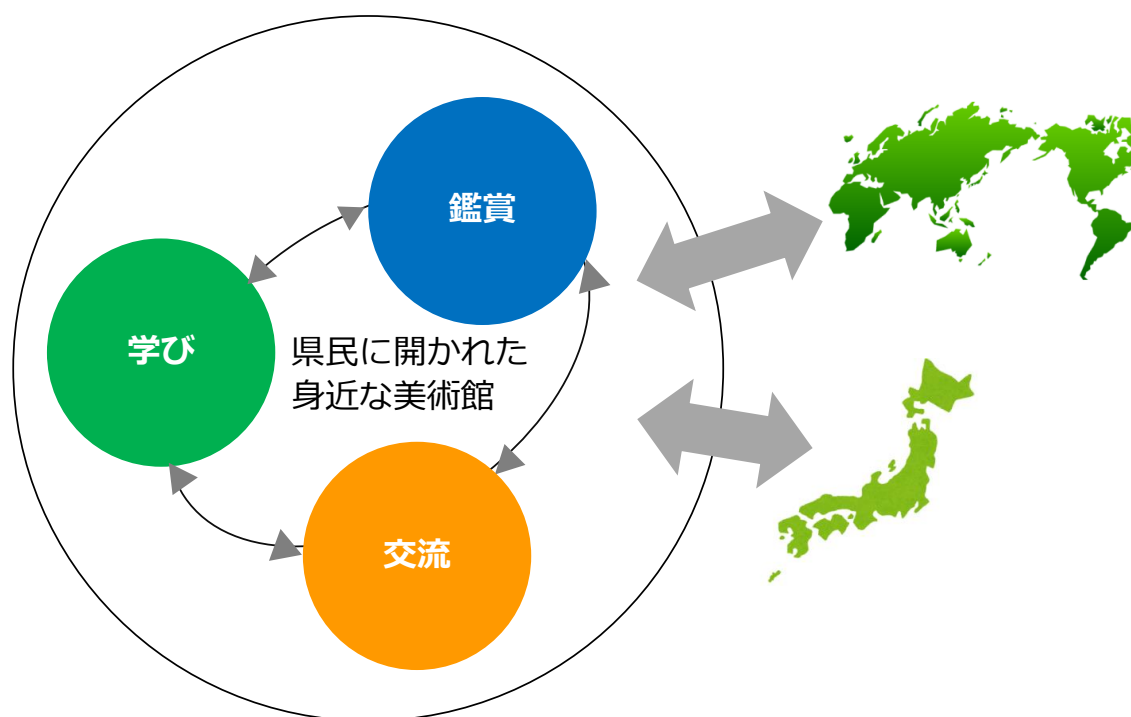 鑑賞
学び
県民に開かれた
身近な美術館
交流